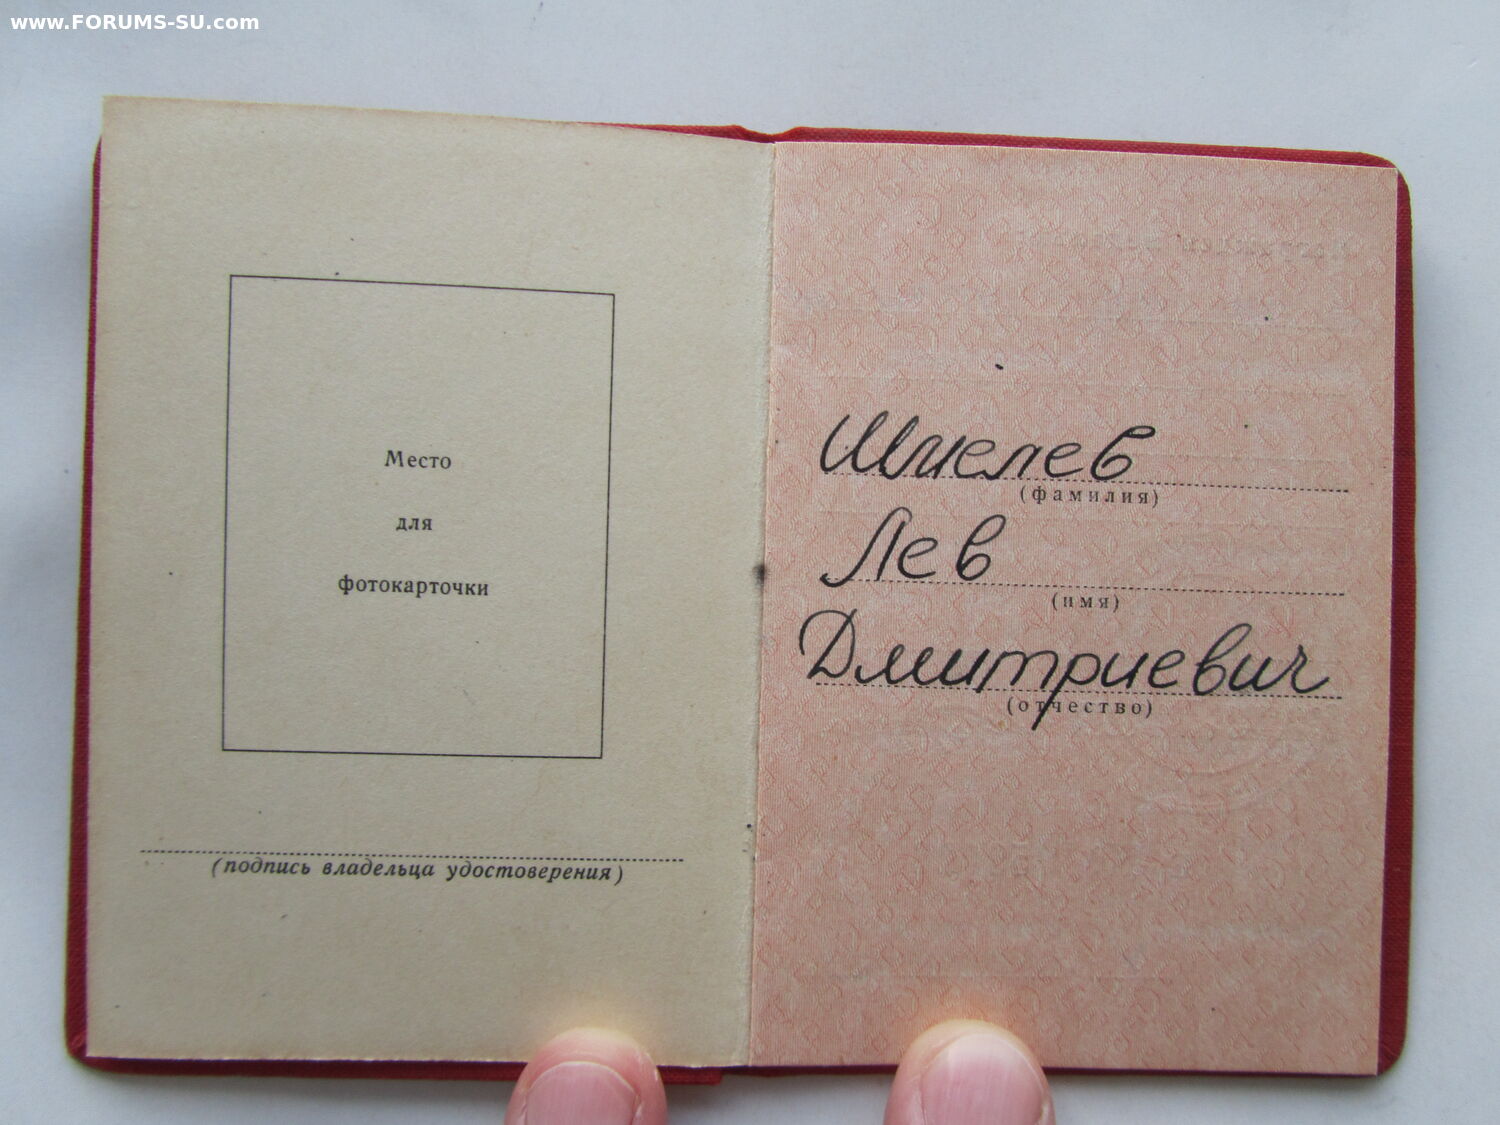 www.FORUMS-SU.com
Место
для
фотокарточки
(подпись владельца удостоверения)
Шмелев
(фамилия)
Лев
(имя)
Дмитриевич
(отчество)